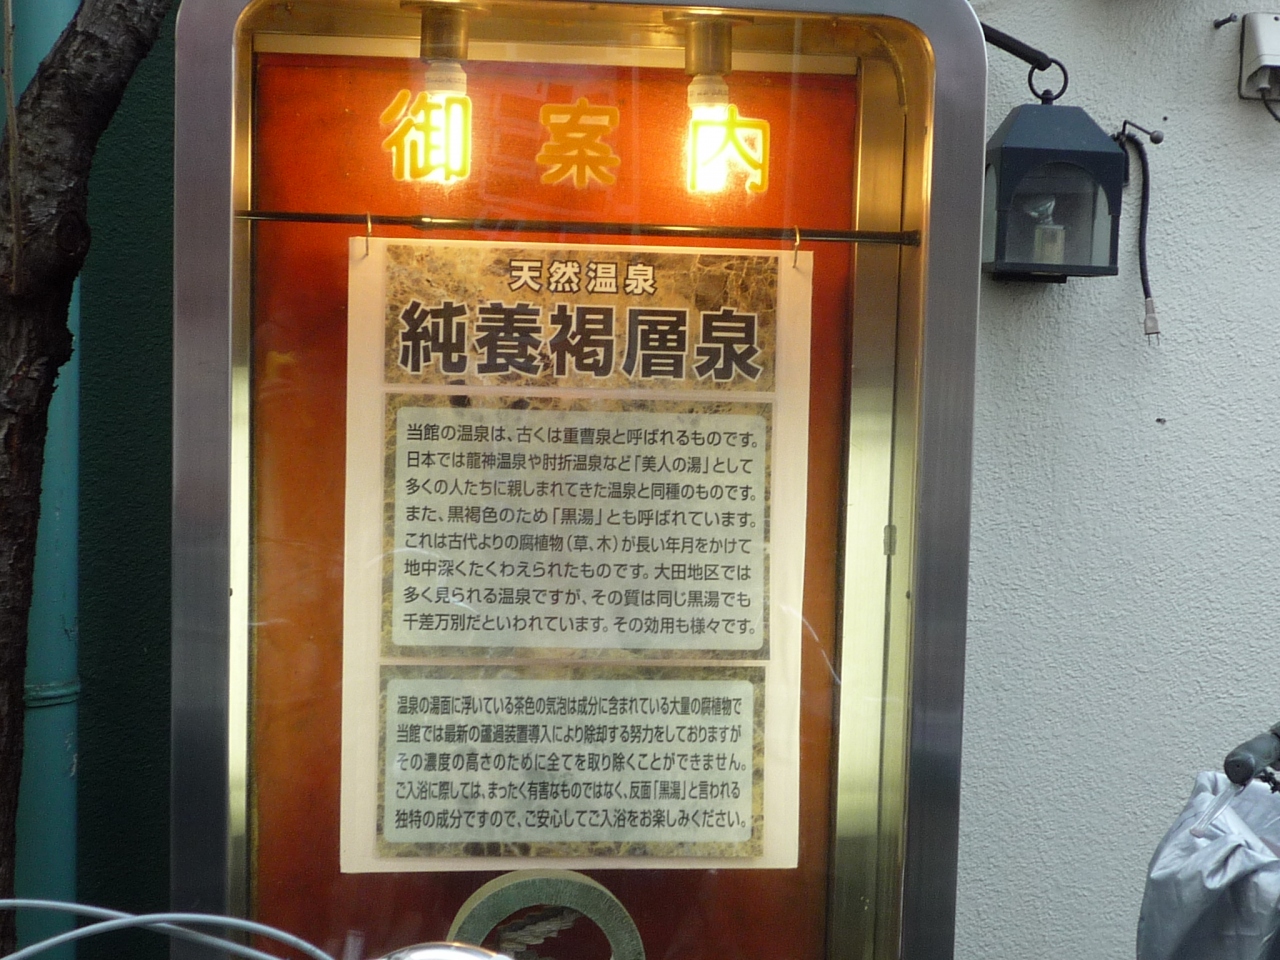 御案内
天然温泉
純養褐層泉
当館の温泉は、古くは重曹泉と呼ばれるものです。
日本では龍神温泉や肘折温泉など「美人の湯」として
多くの人たちに親しまれてきた温泉と同種のものです。
また、黒褐色のため「黒湯」とも呼ばれています。
これは古代よりの腐植物(草、木)が長い年月をかけて
地中深くたくわえられたものです。大田地区では
多く見られる温泉ですが、その質は同じ黒湯でも
千差万別だといわれています。その効用も様々です。
温泉の湯面に浮いている茶色の気泡は成分に含まれている大量の腐植物で
当館では最新の蘆過装置導入により除却する努力をしておりますが
その濃度の高さのために全てを取り除くことができません。
ご入浴に際しては、まったく有害なものではなく、反面「黒湯」と言われる
独特の成分ですので、ご安心してご入浴をお楽しみください。